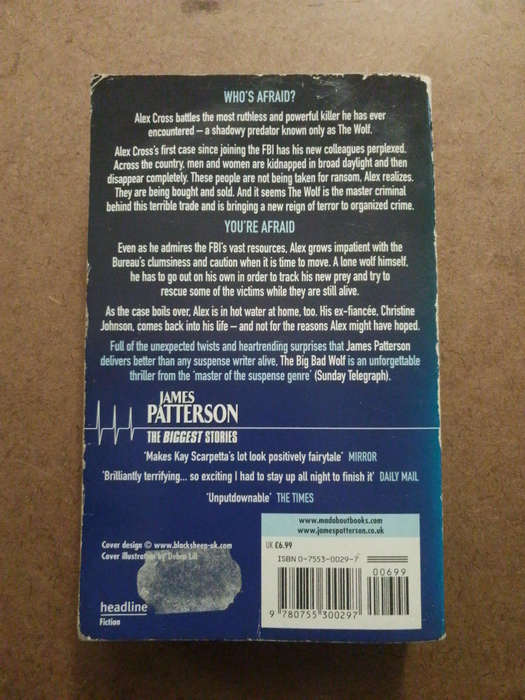 WHO'S AFRAID?
Alex Cross battles the most ruthless and powerful killer he has ever
encountered – a shadowy predator known only as The Wolf.
Alex Cross's first case since joining the FBI has his new colleagues perplexed.
Across the country, men and women are kidnapped in broad daylight and then
disappear completely. These people are not being taken for ransom, Alex realizes.
They are being bought and sold. And it seems The Wolf is the master criminal
behind this terrible trade and is bringing a new reign of terror to organized crime.
YOU'RE AFRAID
Even as he admires the FBI's vast resources, Alex grows impatient with the
Bureau's clumsiness and caution when it is time to move. A lone wolf himself,
he has to go out on his own in order to track his new prey and try to
rescue some of the victims while they are still alive.
As the case boils over, Alex is in hot water at home, too. His ex-fiancée, Christine
Johnson, comes back into his life – and not for the reasons Alex might have hoped.
Full of the unexpected twists and heartrending surprises that James Patterson
delivers better than any suspense writer alive, The Big Bad Wolf is an unforgettable
thriller from the 'master of the suspense genre' (Sunday Telegraph).
JAMES
PATTERSON
THE BIGGEST STORIES
'Makes Kay Scarpetta's lot look positively fairytale' MIRROR
'Brilliantly terrifying... so exciting I had to stay up all night to finish it' DAILY MAIL
'Unputdownable' THE TIMES
www.madaboutbooks.com
www.jamespatterson.co.uk
UK £6.99
ISBN 0-7553-0029-7
00699
9 780755 300297
Cover design © www.blacksheep-uk.com
Cover illustration by Debra Lill
headline
Fiction